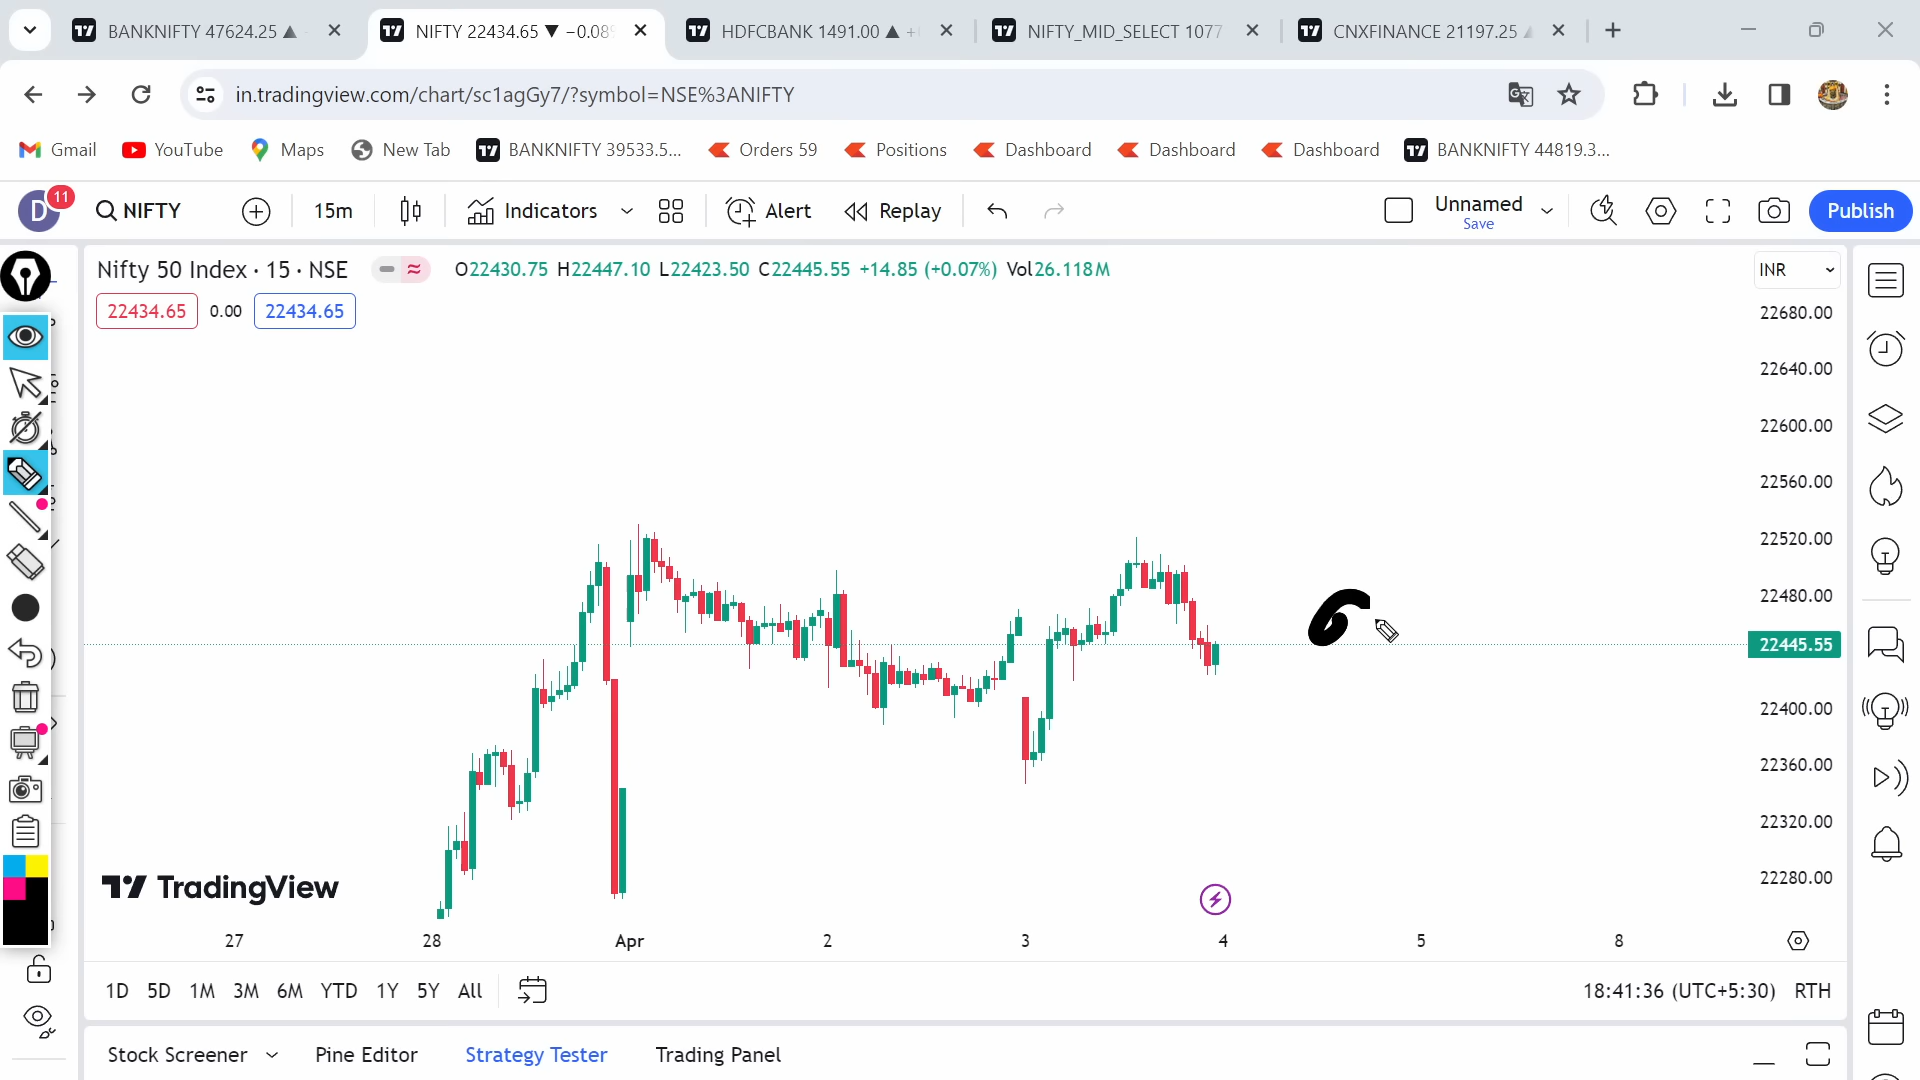 BANKNIFTY 47624.25 ▲
NIFTY 22434.65 ▼ −0.08
HDFCBANK 1491.00 ▲ +
NIFTY_MID_SELECT 1077
CNXFINANCE 21197.25
in.tradingview.com/chart/sc1agGy7/?symbol=NSE%3ANIFTY
Gmail YouTube Maps New Tab BANKNIFTY 39533.5... Orders 59 Positions Dashboard Dashboard Dashboard BANKNIFTY 44819.3...
D 11 NIFTY 15m Indicators Alert Replay Unnamed Publish
Save
Nifty 50 Index · 15 · NSE O22430.75 H22447.10 L22423.50 C22445.55 +14.85 (+0.07%) Vol26.118M INR
22434.65 0.00 22434.65
22680.00
22640.00
22600.00
22560.00
22520.00
22480.00
22445.55
22400.00
22360.00
22320.00
22280.00
TradingView
27 28 Apr 2 3 4 5 8
1D 5D 1M 3M 6M YTD 1Y 5Y All 18:41:36 (UTC+5:30) RTH
Stock Screener Pine Editor Strategy Tester Trading Panel